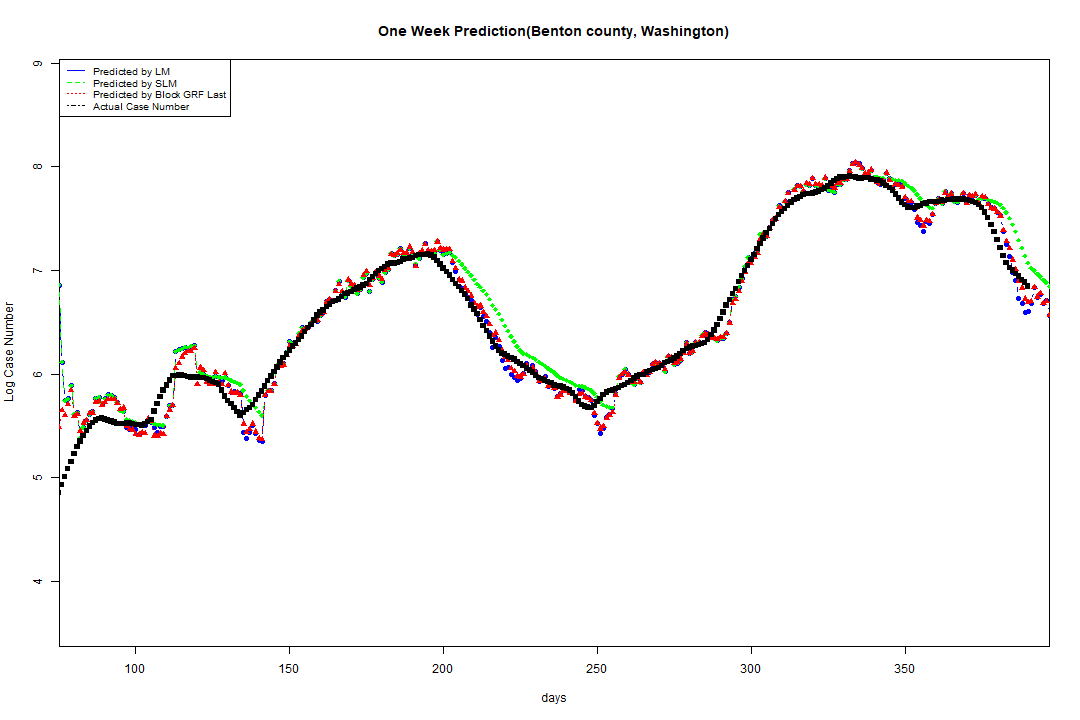 One Week Prediction(Benton county, Washington)
Predicted by LM
Predicted by SLM
Predicted by Block GRF Last
Actual Case Number
9
8
7
6
5
4
Log Case Number
100 150 200 250 300 350
days